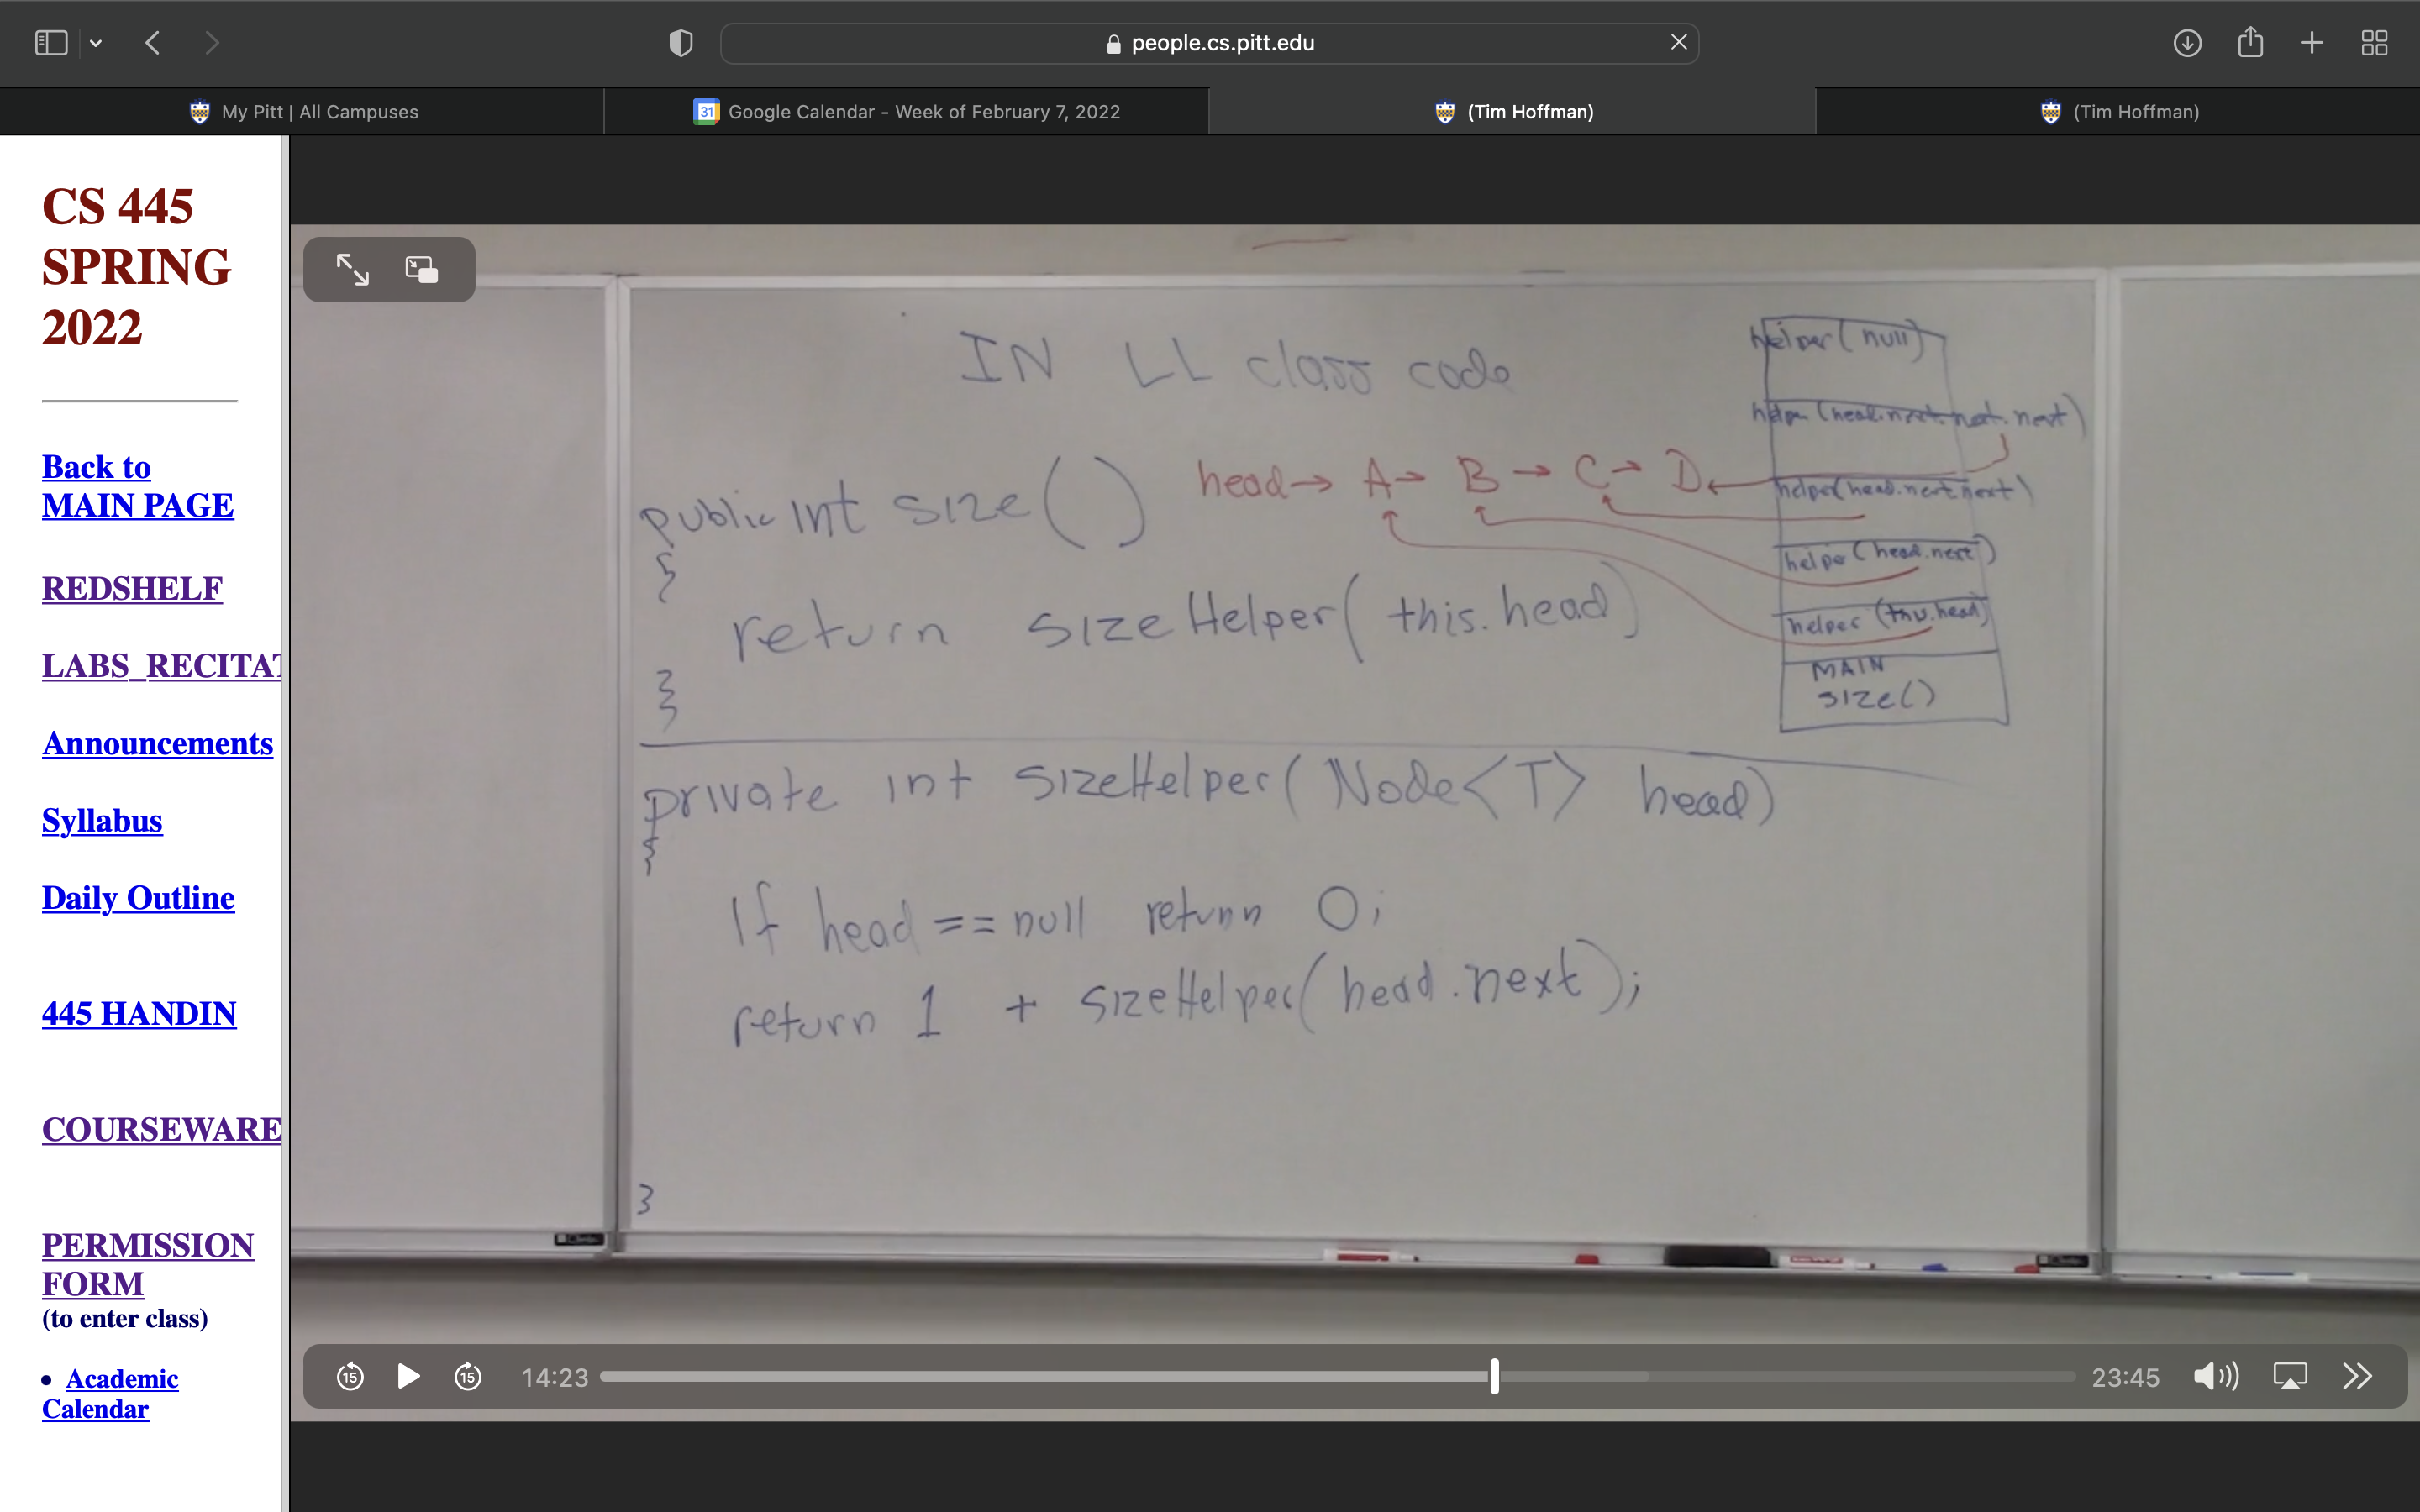 people.cs.pitt.edu
My Pitt | All Campuses
31
Google Calendar - Week of February 7, 2022
(Tim Hoffman)
(Tim Hoffman)
CS 445
SPRING
2022
Back to
MAIN PAGE
REDSHELF
LABS_RECITAT
Announcements
Syllabus
Daily Outline
445 HANDIN
COURSEWARE
PERMISSION
FORM
(to enter class)
• Academic
Calendar
IN LL class code
public int size()
{
return sizeHelper( this.head)
}
head→ A→ B → C→ D
helper( null)
helper (head.next.next.next)
helper(head.next.next)
helper (head.next)
helper (this.head)
MAIN
size()
private int sizeHelper( Node<T> head)
{
If head == null return 0;
return 1 + sizeHelper( head.next);
}
15
15
14:23
23:45